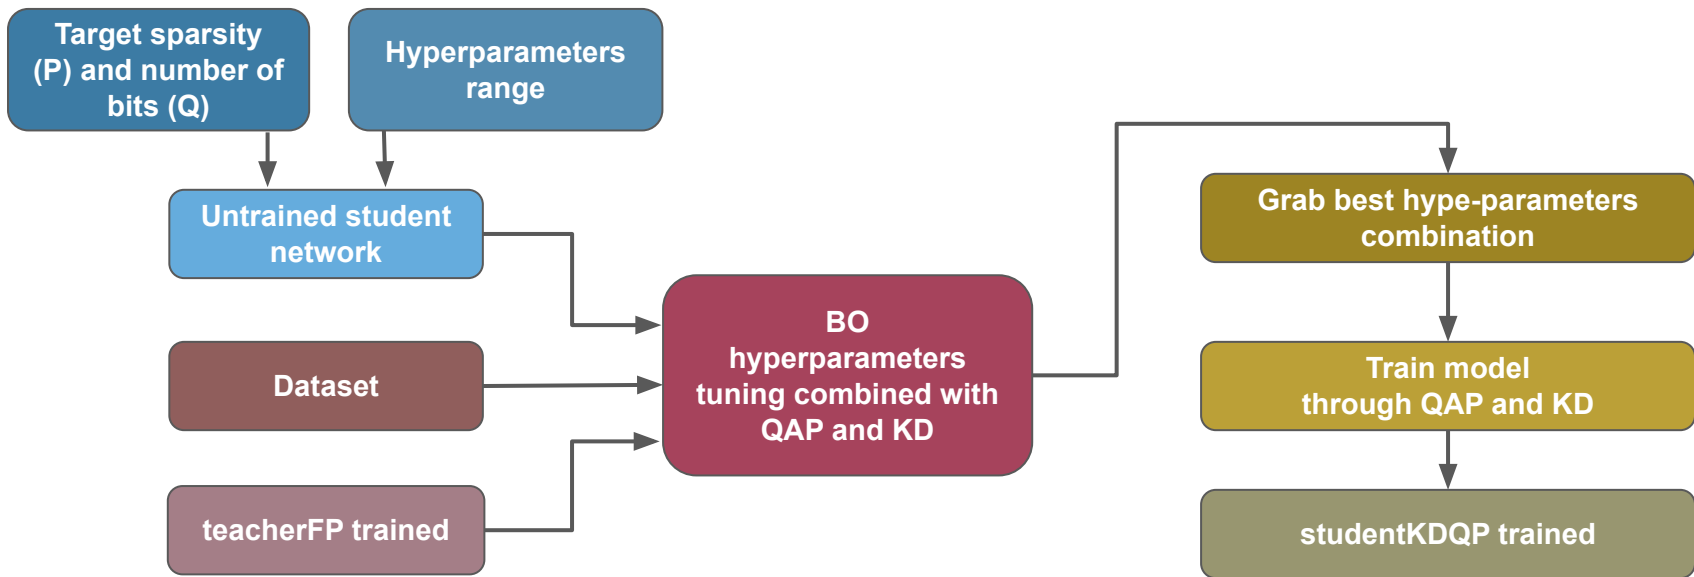 Target sparsity
(P) and number of
bits (Q)
Hyperparameters
range
Untrained student
network
Dataset
teacherFP trained
BO
hyperparameters
tuning combined with
QAP and KD
Grab best hype-parameters
combination
Train model
through QAP and KD
studentKDQP trained